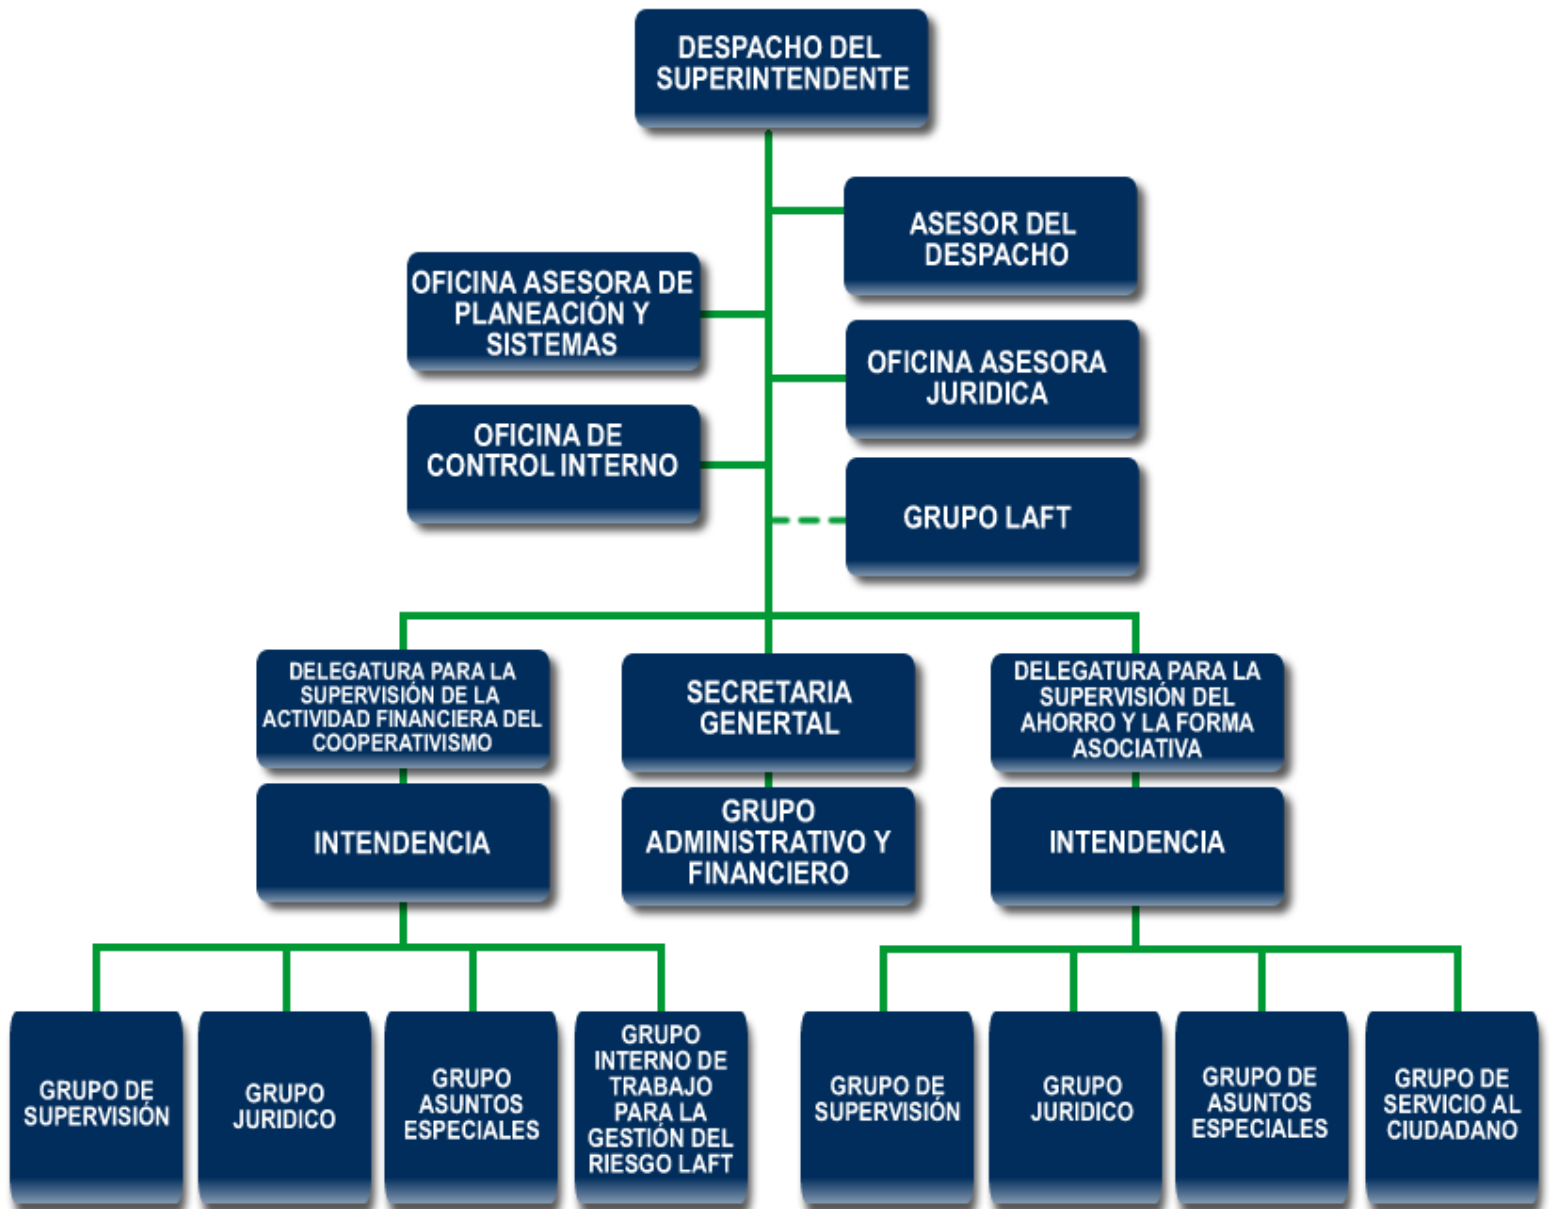 DESPACHO DEL
SUPERINTENDENTE
ASESOR DEL
DESPACHO
OFICINA ASESORA DE
PLANEACIÓN Y
SISTEMAS
OFICINA ASESORA
JURIDICA
OFICINA DE
CONTROL INTERNO
GRUPO LAFT
DELEGATURA PARA LA
SUPERVISIÓN DE LA
ACTIVIDAD FINANCIERA DEL
COOPERATIVISMO
SECRETARIA
GENERTAL
DELEGATURA PARA LA
SUPERVISIÓN DEL
AHORRO Y LA FORMA
ASOCIATIVA
INTENDENCIA
GRUPO
ADMINISTRATIVO Y
FINANCIERO
INTENDENCIA
GRUPO DE
SUPERVISIÓN
GRUPO
JURIDICO
GRUPO
ASUNTOS
ESPECIALES
GRUPO
INTERNO DE
TRABAJO
PARA LA
GESTIÓN DEL
RIESGO LAFT
GRUPO DE
SUPERVISIÓN
GRUPO
JURIDICO
GRUPO DE
ASUNTOS
ESPECIALES
GRUPO DE
SERVICIO AL
CIUDADANO